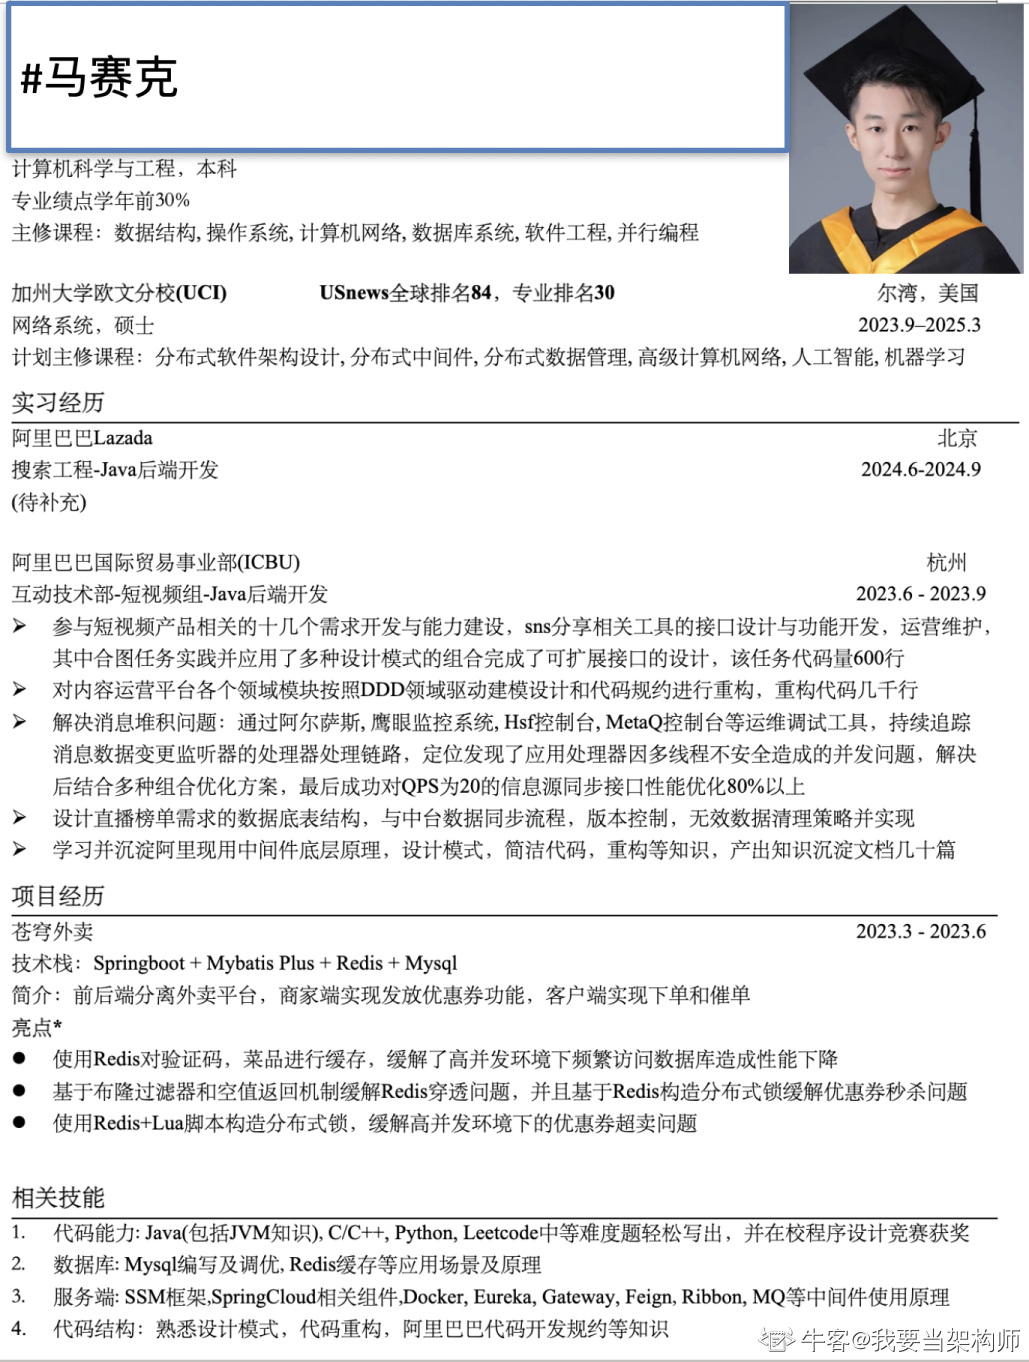 #马赛克
计算机科学与工程，本科
专业绩点学年前30%
主修课程：数据结构, 操作系统, 计算机网络, 数据库系统, 软件工程, 并行编程
加州大学欧文分校(UCI) USnews全球排名84，专业排名30 尔湾，美国
网络系统，硕士 2023.9–2025.3
计划主修课程：分布式软件架构设计, 分布式中间件, 分布式数据管理, 高级计算机网络, 人工智能, 机器学习
实习经历
阿里巴巴Lazada 北京
搜索工程-Java后端开发 2024.6-2024.9
(待补充)
阿里巴巴国际贸易事业部(ICBU) 杭州
互动技术部-短视频组-Java后端开发 2023.6 - 2023.9
➢ 参与短视频产品相关的十几个需求开发与能力建设，sns分享相关工具的接口设计与功能开发，运营维护，
其中合图任务实践并应用了多种设计模式的组合完成了可扩展接口的设计，该任务代码量600行
➢ 对内容运营平台各个领域模块按照DDD领域驱动建模设计和代码规约进行重构，重构代码几千行
➢ 解决消息堆积问题：通过阿尔萨斯, 鹰眼监控系统, Hsf控制台, MetaQ控制台等运维调试工具，持续追踪
消息数据变更监听器的处理器处理链路，定位发现了应用处理器因多线程不安全造成的并发问题，解决
后结合多种组合优化方案，最后成功对QPS为20的信息源同步接口性能优化80%以上
➢ 设计直播榜单需求的数据底表结构，与中台数据同步流程，版本控制，无效数据清理策略并实现
➢ 学习并沉淀阿里现用中间件底层原理，设计模式，简洁代码，重构等知识，产出知识沉淀文档几十篇
项目经历
苍穹外卖 2023.3 - 2023.6
技术栈：Springboot + Mybatis Plus + Redis + Mysql
简介：前后端分离外卖平台，商家端实现发放优惠券功能，客户端实现下单和催单
亮点*
● 使用Redis对验证码，菜品进行缓存，缓解了高并发环境下频繁访问数据库造成性能下降
● 基于布隆过滤器和空值返回机制缓解Redis穿透问题，并且基于Redis构造分布式锁缓解优惠券秒杀问题
● 使用Redis+Lua脚本构造分布式锁，缓解高并发环境下的优惠券超卖问题
相关技能
1. 代码能力: Java(包括JVM知识), C/C++, Python, Leetcode中等难度题轻松写出，并在校程序设计竞赛获奖
2. 数据库: Mysql编写及调优, Redis缓存等应用场景及原理
3. 服务端: SSM框架,SpringCloud相关组件,Docker, Eureka, Gateway, Feign, Ribbon, MQ等中间件使用原理
4. 代码结构：熟悉设计模式，代码重构，阿里巴巴代码开发规约等知识
牛客@我要当架构师